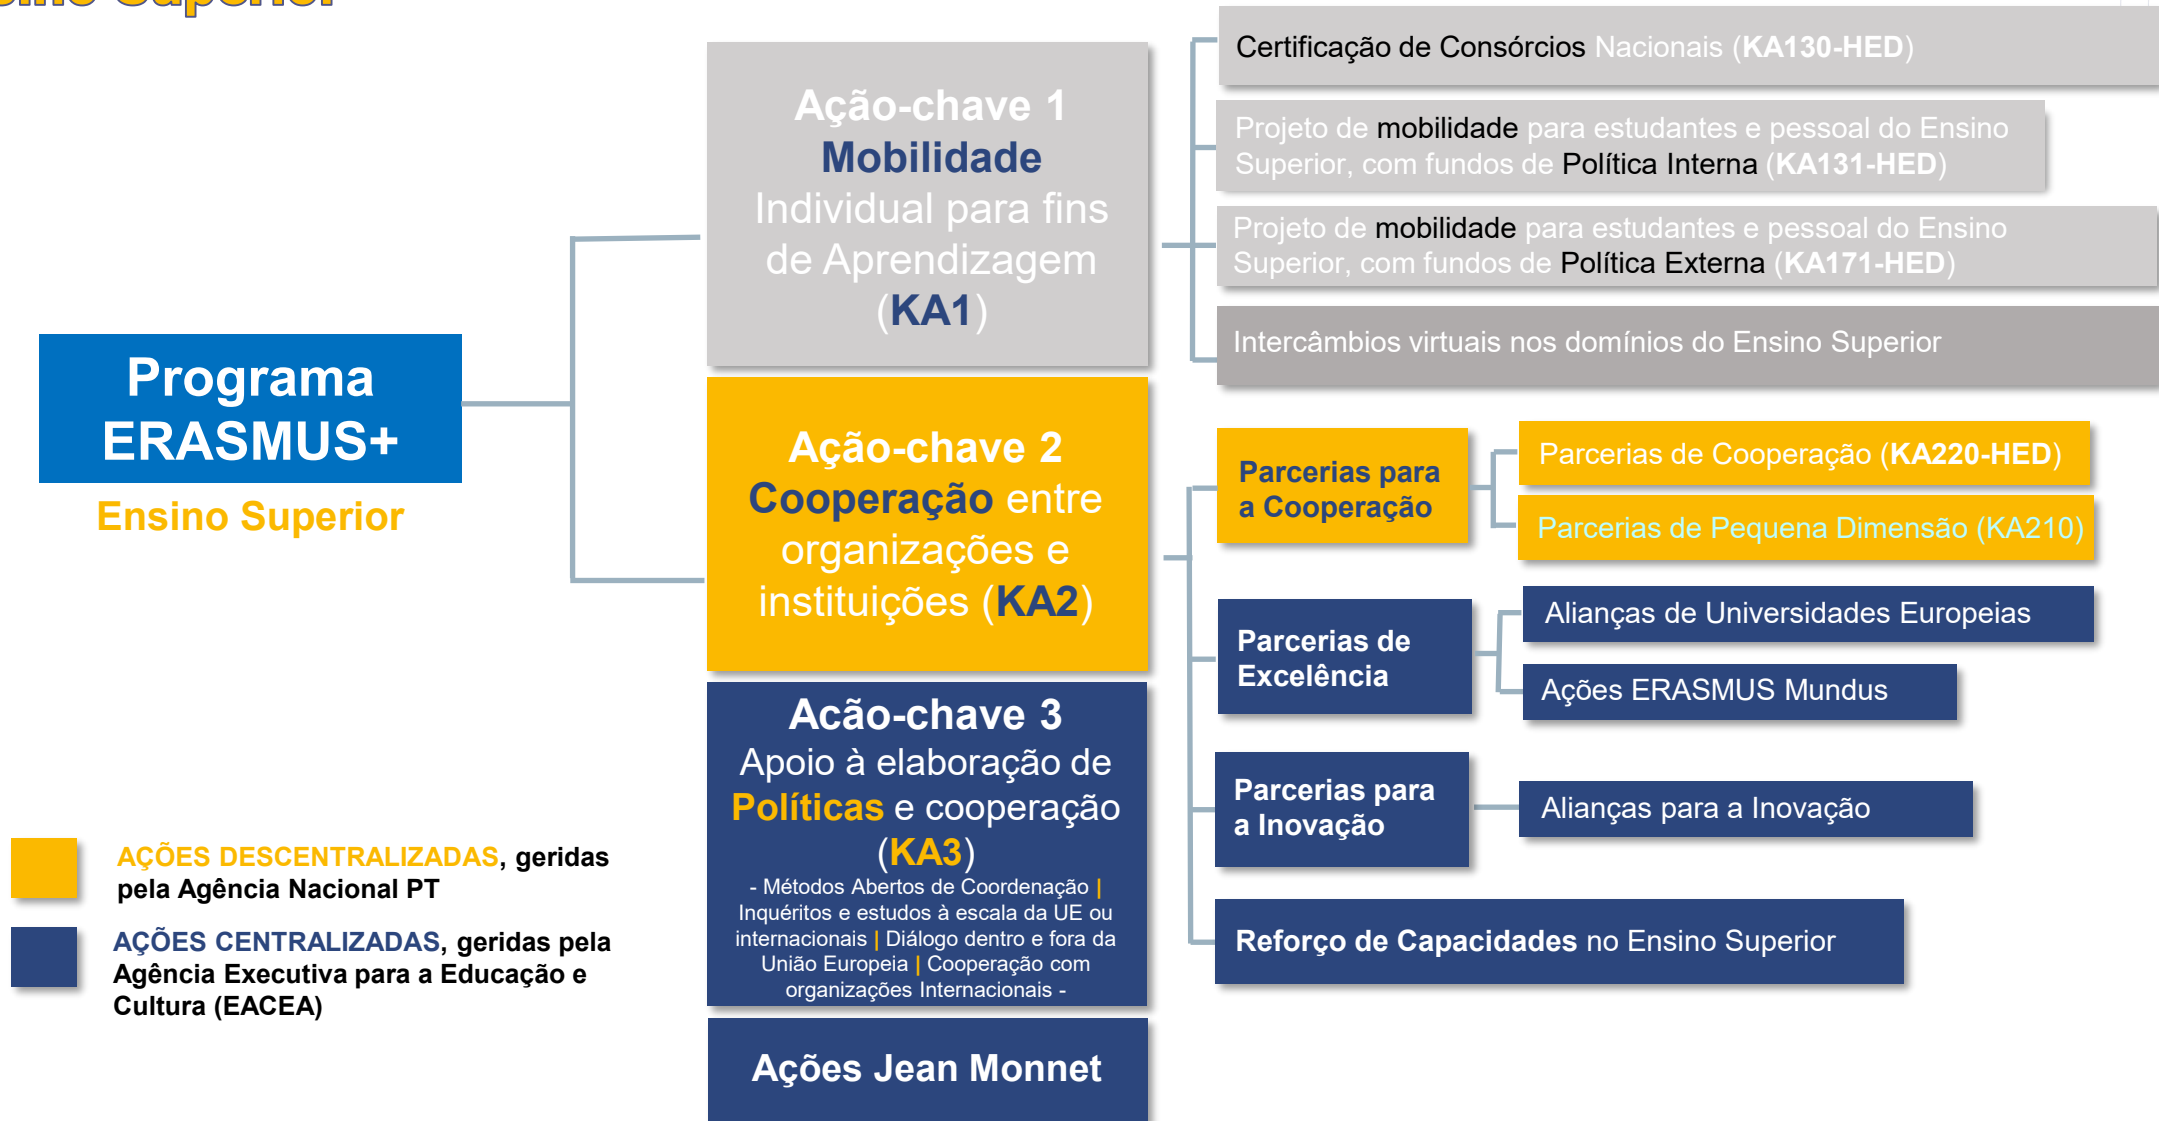 Ensino Superior
Certificação de Consórcios Nacionais (KA130-HED)
Ação-chave 1
Mobilidade
Individual para fins
de Aprendizagem
(KA1)
Projeto de mobilidade para estudantes e pessoal do Ensino
Superior, com fundos de Política Interna (KA131-HED)
Projeto de mobilidade para estudantes e pessoal do Ensino
Superior, com fundos de Política Externa (KA171-HED)
Intercâmbios virtuais nos domínios do Ensino Superior
Programa
ERASMUS+
Ensino Superior
Ação-chave 2
Cooperação entre
organizações e
instituições (KA2)
Parcerias para
a Cooperação
Parcerias de Cooperação (KA220-HED)
Parcerias de Pequena Dimensão (KA210)
Parcerias de
Excelência
Alianças de Universidades Europeias
Ações ERASMUS Mundus
Acão-chave 3
Apoio à elaboração de
Políticas e cooperação
(KA3)
- Métodos Abertos de Coordenação |
Inquéritos e estudos à escala da UE ou
internacionais | Diálogo dentro e fora da
União Europeia | Cooperação com
organizações Internacionais -
Parcerias para
a Inovação
Alianças para a Inovação
Reforço de Capacidades no Ensino Superior
AÇÕES DESCENTRALIZADAS, geridas
pela Agência Nacional PT
AÇÕES CENTRALIZADAS, geridas pela
Agência Executiva para a Educação e
Cultura (EACEA)
Ações Jean Monnet